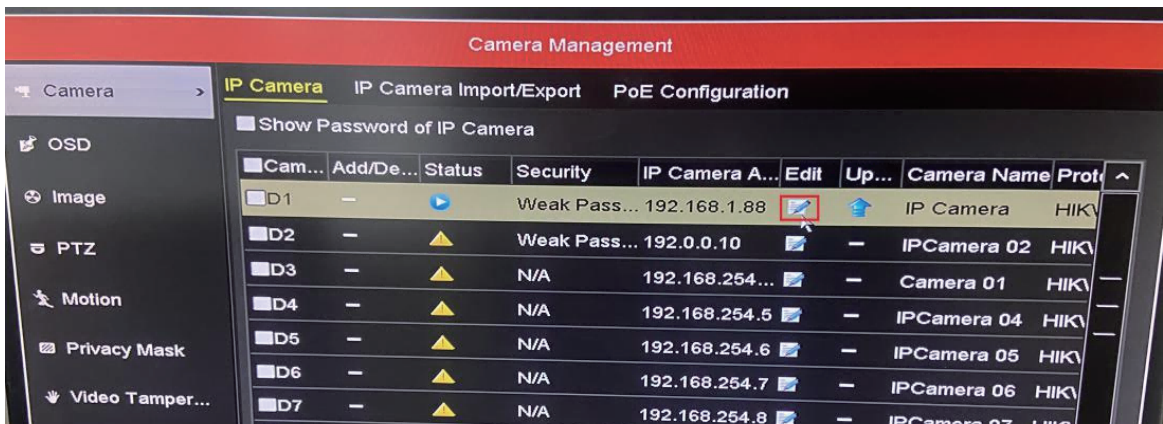 Camera Management
Camera >
IP Camera IP Camera Import/Export PoE Configuration
Show Password of IP Camera
OSD
Cam... Add/De... Status Security IP Camera A... Edit Up... Camera Name
Image
D1 – Weak Pass... 192.168.1.88 IP Camera
PTZ
D2 – Weak Pass... 192.0.0.10 – IPCamera 02
D3 – N/A 192.168.254... – Camera 01
Motion
D4 – N/A 192.168.254.5 – IPCamera 04
Privacy Mask
D5 – N/A 192.168.254.6 – IPCamera 05
D6 – N/A 192.168.254.7 – IPCamera 06
Video Tamper...
D7 – N/A 192.168.254.8